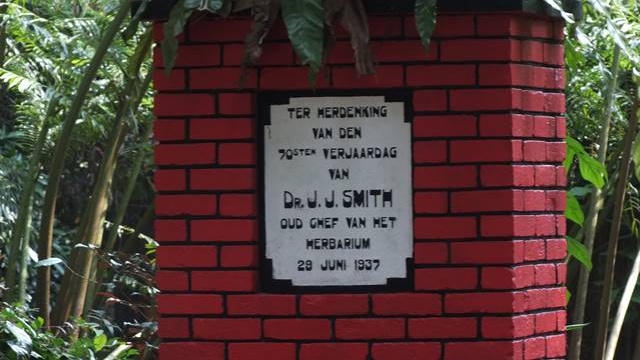 TER HERDENKING
VAN DEN
70STEN VERJAARDAG
VAN
DR. J. J. SMITH
OUD CHEF VAN HET
HERBARIUM
29 JUNI 1937